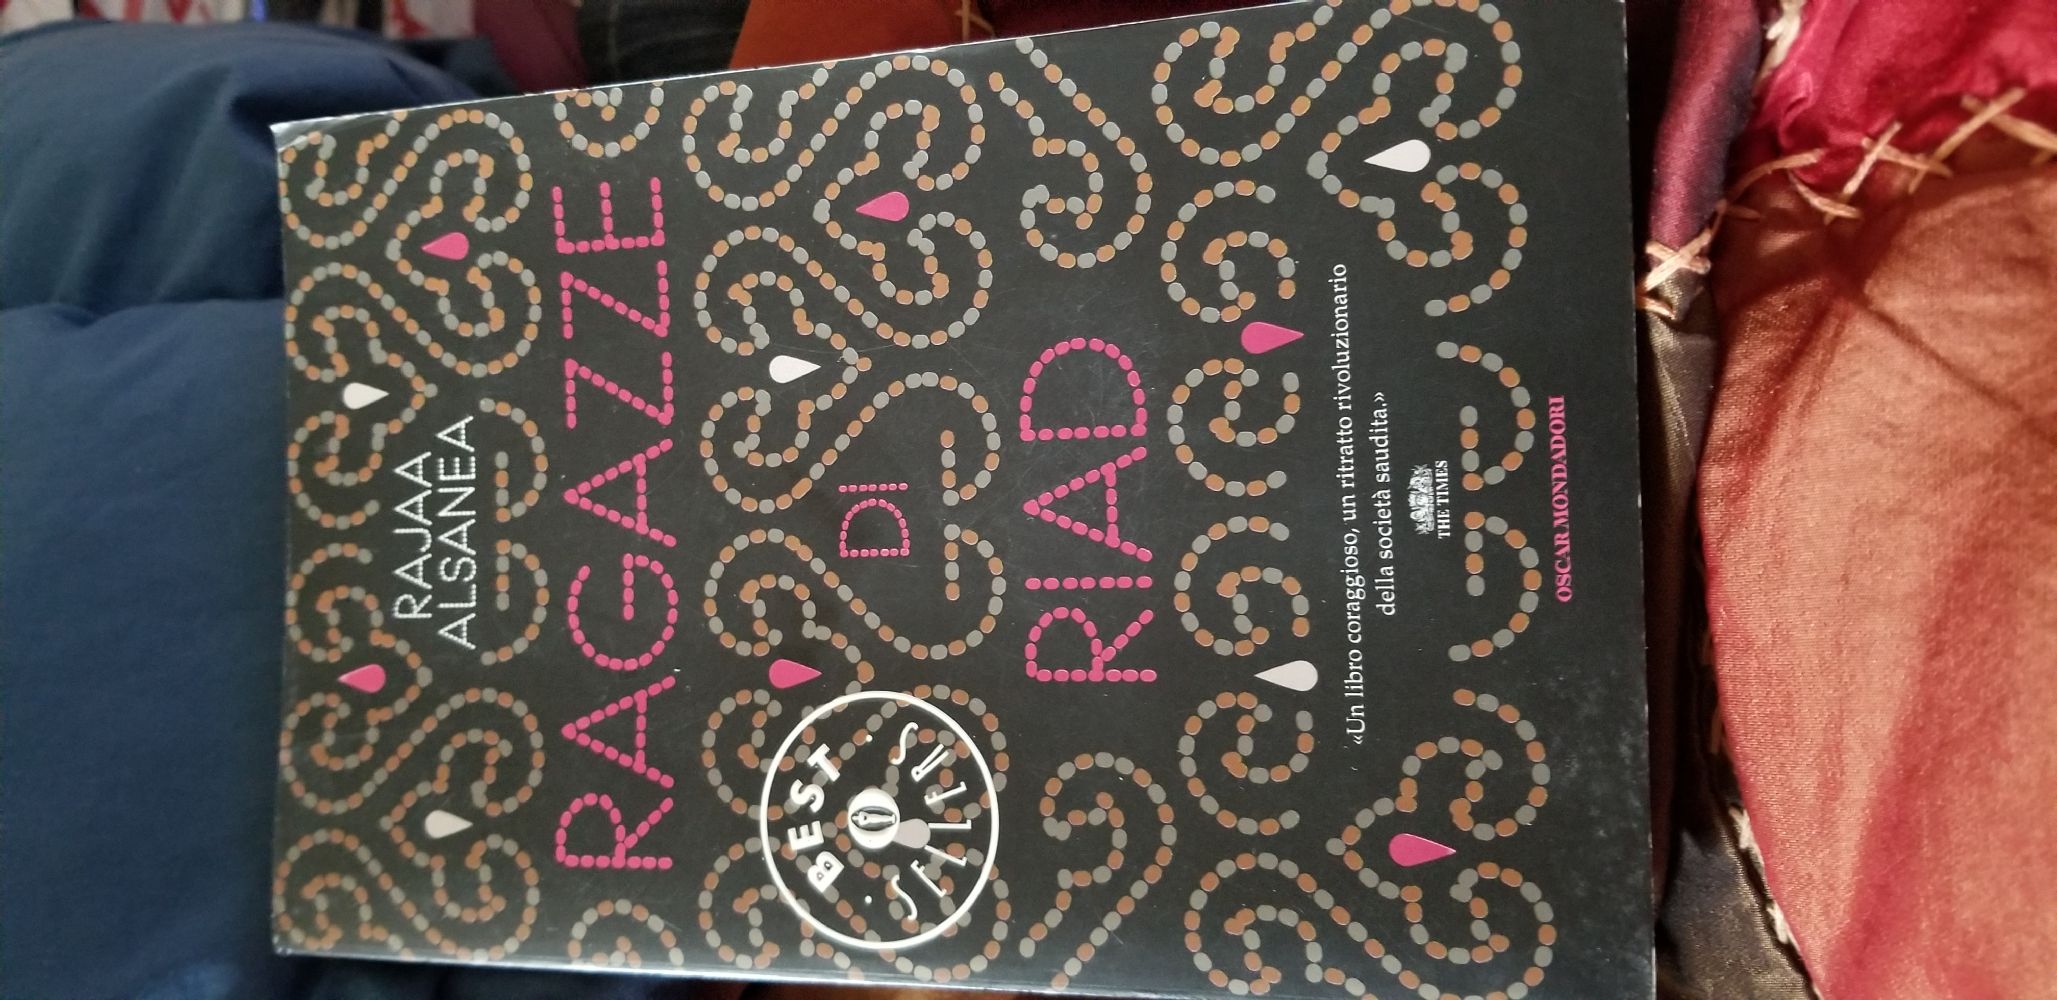 RAJAA
ALSANEA
RAGAZZE
DI
RIAD
BEST
SELLERS
«Un libro coraggioso, un ritratto rivoluzionario
della società saudita.»
THE TIMES
OSCAR MONDADORI